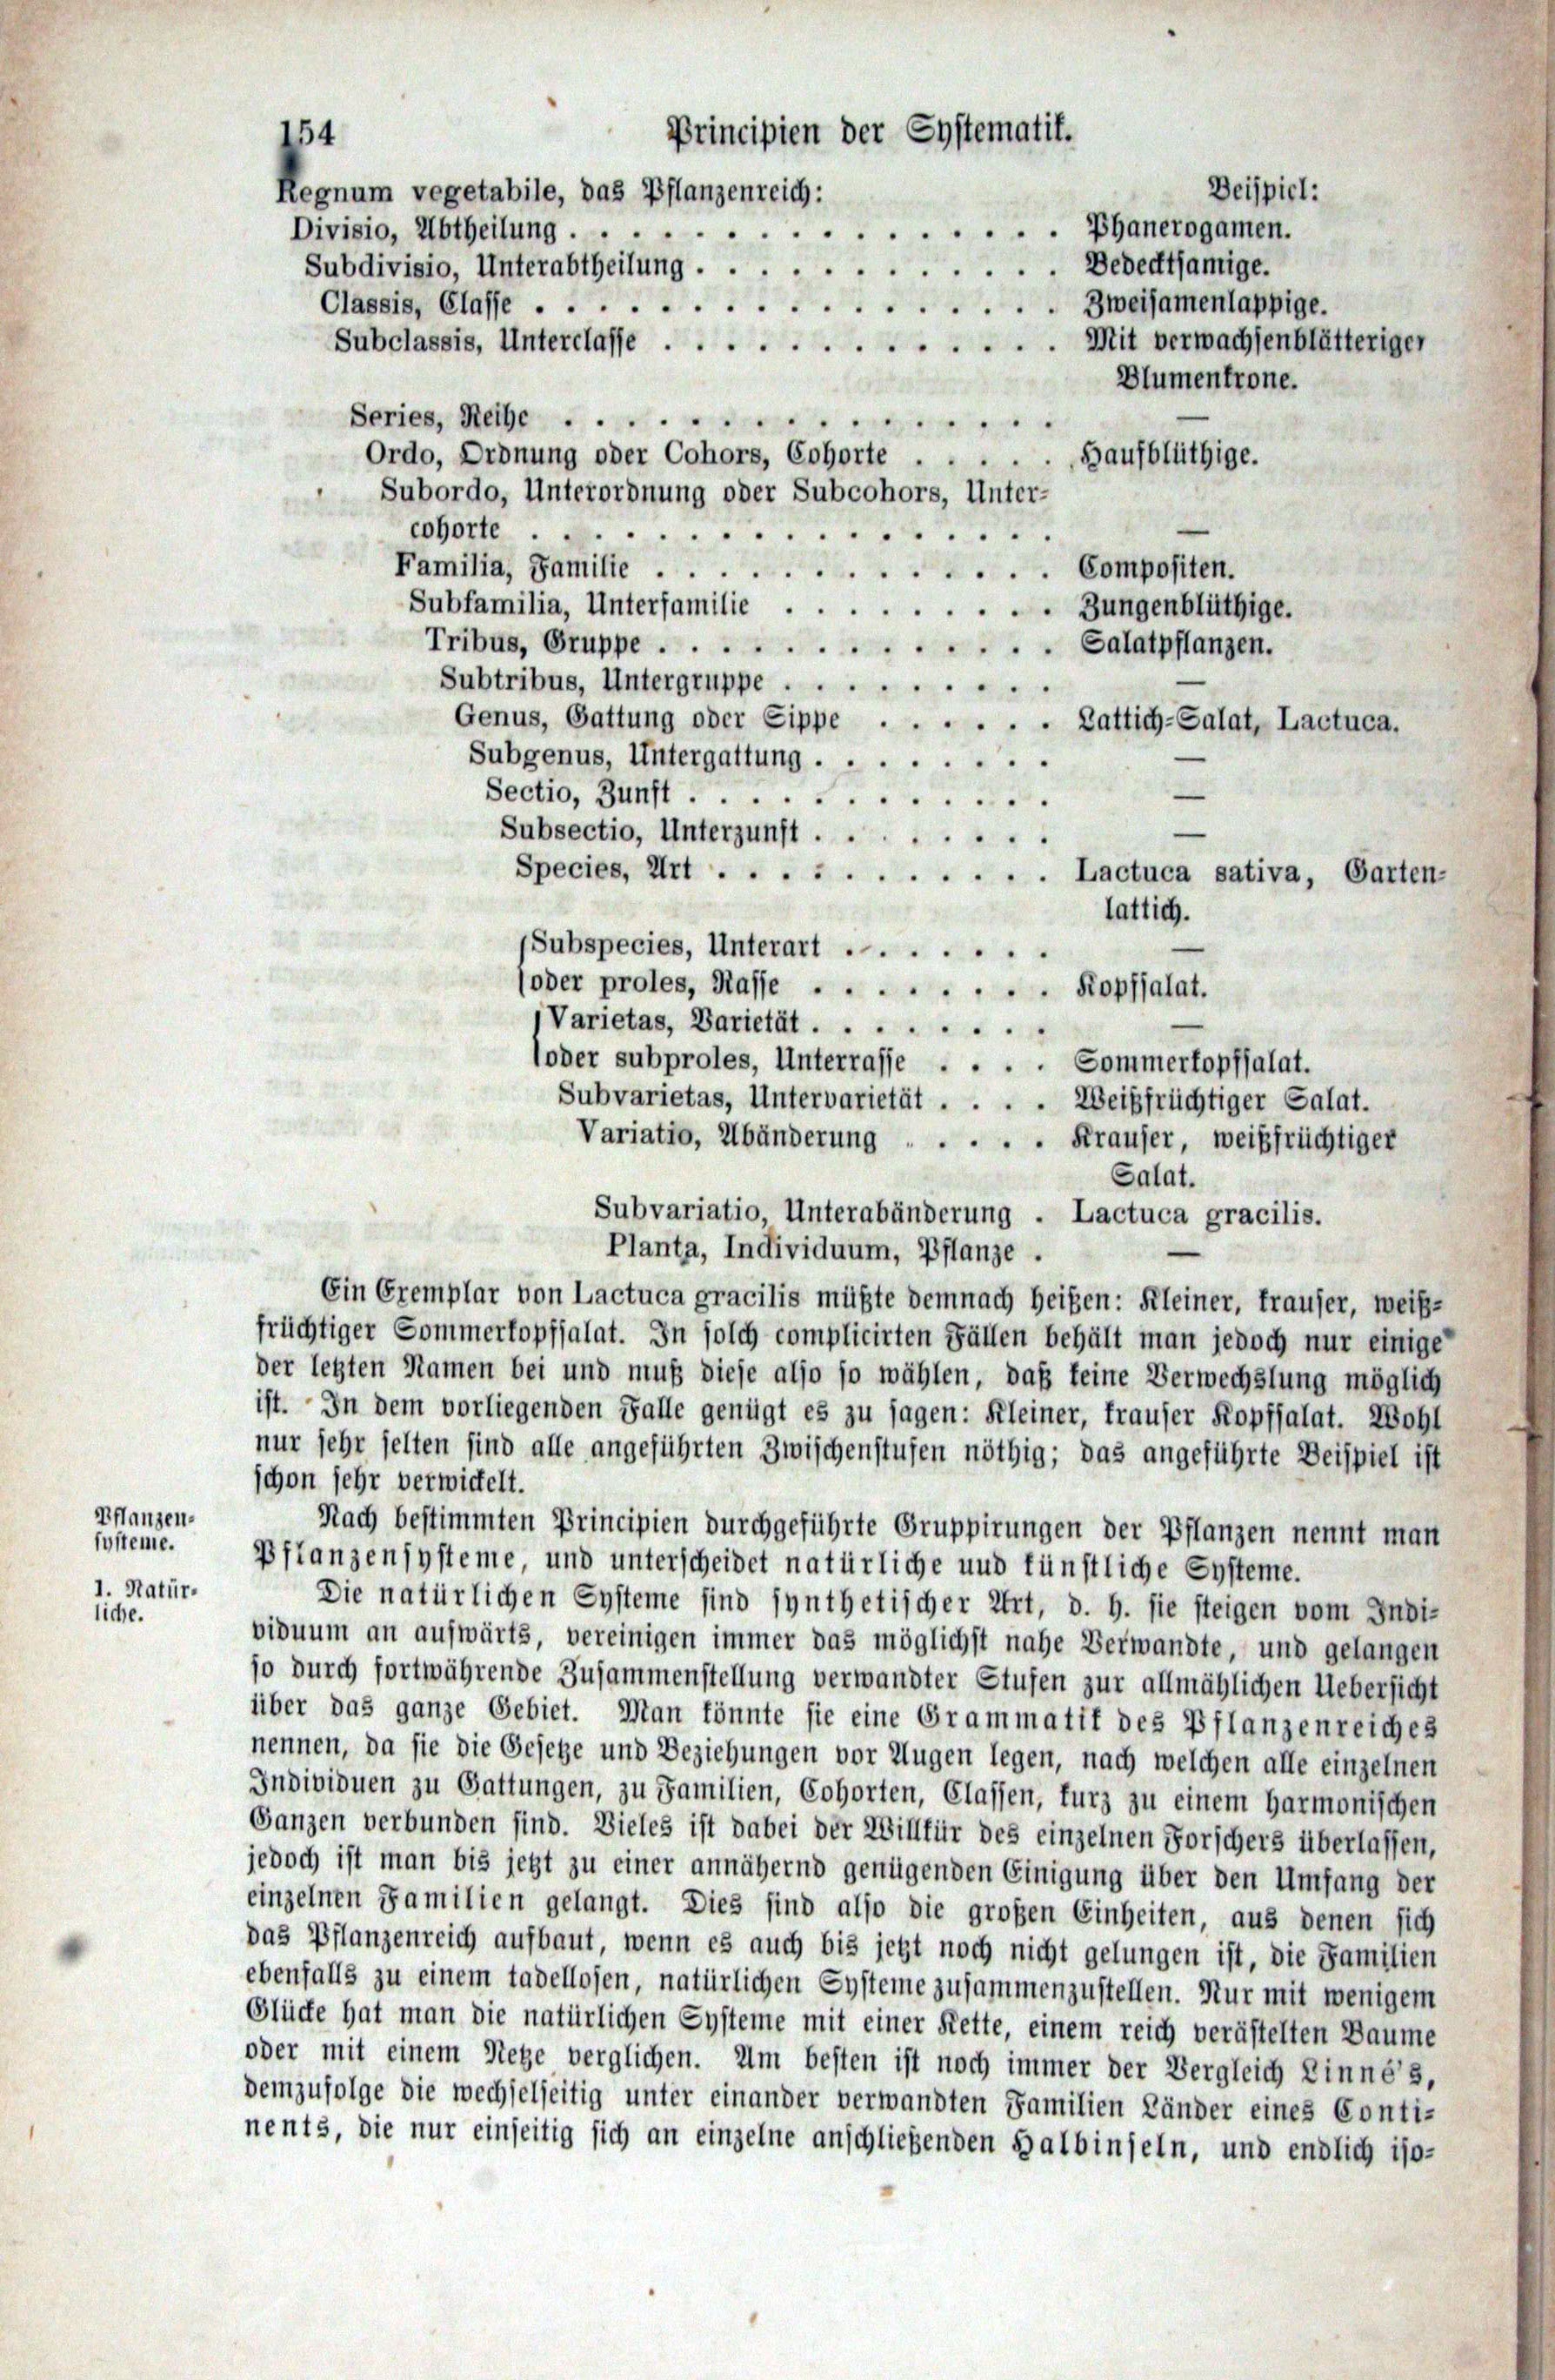 154
Principien der Systematik.
Regnum vegetabile, das Pflanzenreich: Beispiel:
Divisio, Abtheilung . . . . . . . . . . . . . . . . Phanerogamen.
Subdivisio, Unterabtheilung . . . . . . . . . . . . Bedecktsamige.
Classis, Classe . . . . . . . . . . . . . . . . . Zweisamenlappige.
Subclassis, Unterclasse . . . . . . . . . . . . . Mit verwachsenblätteriger
Blumenkrone.
Series, Reihe . . . . . . . . . . . . . . . . —
Ordo, Ordnung oder Cohors, Cohorte . . . . . . Haufblüthige.
Subordo, Unterordnung oder Subcohors, Unter-
cohorte . . . . . . . . . . . . . . . . . —
Familia, Familie . . . . . . . . . . . . . Compositen.
Subfamilia, Unterfamilie . . . . . . . . . Zungenblüthige.
Tribus, Gruppe . . . . . . . . . . . . . Salatpflanzen.
Subtribus, Untergruppe . . . . . . . . . —
Genus, Gattung oder Sippe . . . . . . Lattich-Salat, Lactuca.
Subgenus, Untergattung . . . . . . . . —
Sectio, Zunft . . . . . . . . . . . . —
Subsectio, Unterzunft . . . . . . . . —
Species, Art . . . . . . . . . . . Lactuca sativa, Garten-
lattich.
(Subspecies, Unterart . . . . . . . —
(oder proles, Rasse . . . . . . . . Kopfsalat.
(Varietas, Varietät . . . . . . . . —
(oder subproles, Unterrasse . . . . Sommerkopfsalat.
Subvarietas, Untervarietät . . . . Weißfrüchtiger Salat.
Variatio, Abänderung . . . . . Krauser, weißfrüchtiger
Salat.
Subvariatio, Unterabänderung . Lactuca gracilis.
Planta, Individuum, Pflanze . —
Ein Exemplar von Lactuca gracilis müßte demnach heißen: Kleiner, krauser, weiß-
früchtiger Sommerkopfsalat. In solch complicirten Fällen behält man jedoch nur einige
der letzten Namen bei und muß diese also so wählen, daß keine Verwechslung möglich
ist. In dem vorliegenden Falle genügt es zu sagen: Kleiner, krauser Kopfsalat. Wohl
nur sehr selten sind alle angeführten Zwischenstufen nöthig; das angeführte Beispiel ist
schon sehr verwickelt.
Pflanzen-
systeme.
Nach bestimmten Principien durchgeführte Gruppirungen der Pflanzen nennt man
Pflanzensysteme, und unterscheidet natürliche und künstliche Systeme.
1. Natür-
liche.
Die natürlichen Systeme sind synthetischer Art, d. h. sie steigen vom Indi-
viduum an aufwärts, vereinigen immer das möglichst nahe Verwandte, und gelangen
so durch fortwährende Zusammenstellung verwandter Stufen zur allmählichen Uebersicht
über das ganze Gebiet. Man könnte sie eine Grammatik des Pflanzenreiches
nennen, da sie die Gesetze und Beziehungen vor Augen legen, nach welchen alle einzelnen
Individuen zu Gattungen, zu Familien, Cohorten, Classen, kurz zu einem harmonischen
Ganzen verbunden sind. Vieles ist dabei der Willkür des einzelnen Forschers überlassen,
jedoch ist man bis jetzt zu einer annähernd genügenden Einigung über den Umfang der
einzelnen Familien gelangt. Dies sind also die großen Einheiten, aus denen sich
das Pflanzenreich aufbaut, wenn es auch bis jetzt noch nicht gelungen ist, die Familien
ebenfalls zu einem tadellosen, natürlichen Systeme zusammenzustellen. Nur mit wenigem
Glücke hat man die natürlichen Systeme mit einer Kette, einem reich verästelten Baume
oder mit einem Netze verglichen. Am besten ist noch immer der Vergleich Linné's,
demzufolge die wechselseitig unter einander verwandten Familien Länder eines Conti-
nents, die nur einseitig sich an einzelne anschließenden Halbinseln, und endlich iso-